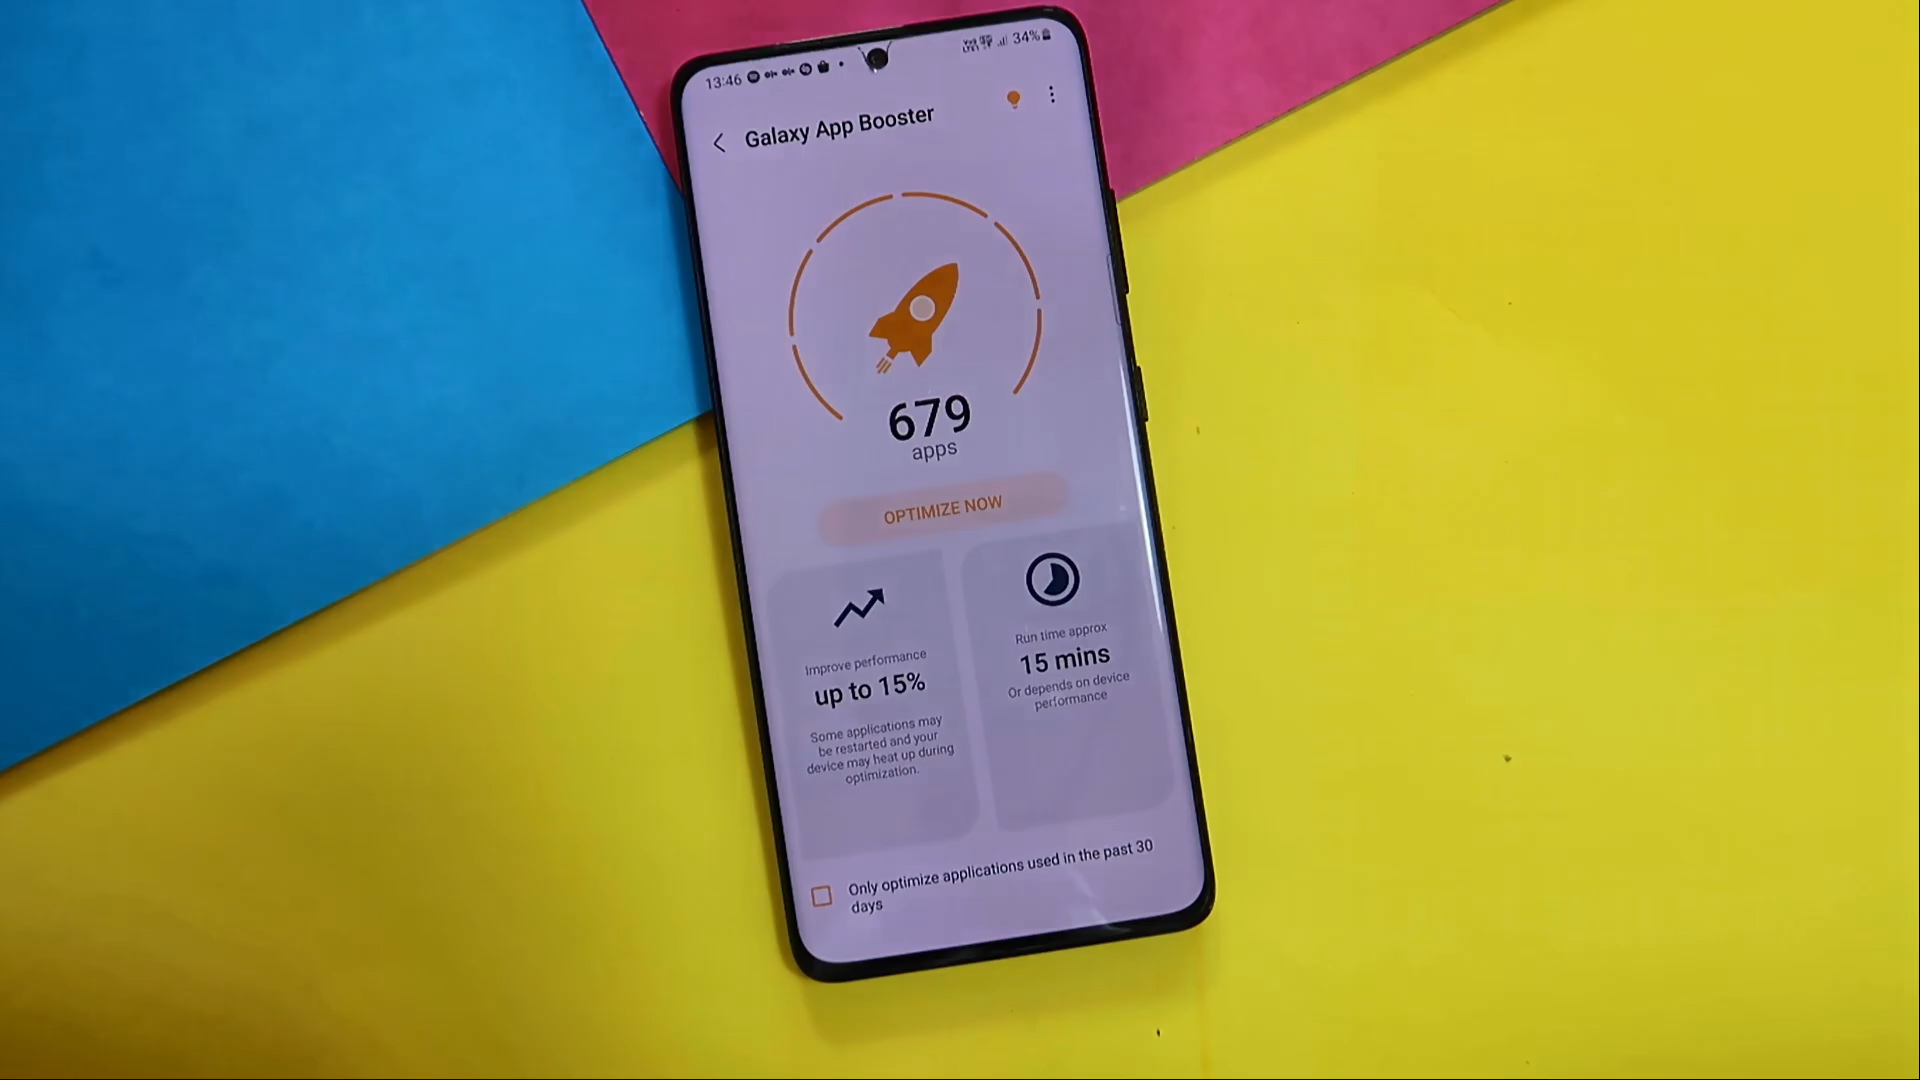 13:46
34%
Galaxy App Booster
679
apps
OPTIMIZE NOW
Improve performance
up to 15%
Some applications may
be restarted and your
device may heat up during
optimization.
Run time approx
15 mins
Or depends on device
performance
Only optimize applications used in the past 30
days